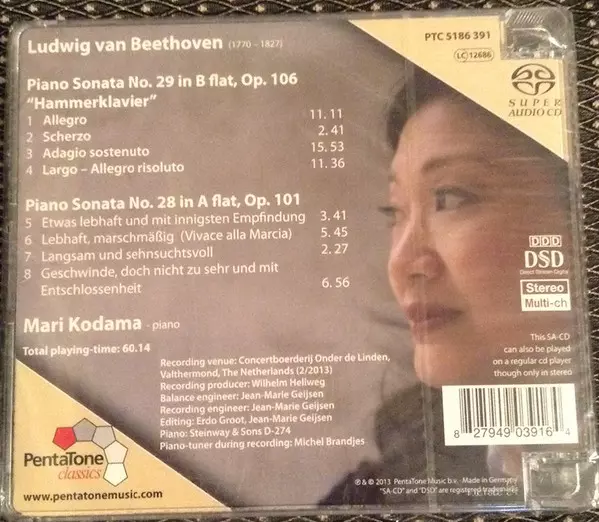 Ludwig van Beethoven (1770 – 1827)
PTC 5186 391
LC 12686
SUPER
AUDIO CD
Piano Sonata No. 29 in B flat, Op. 106
"Hammerklavier"
1 Allegro 11. 11
2 Scherzo 2. 41
3 Adagio sostenuto 15. 53
4 Largo – Allegro risoluto 11. 36
Piano Sonata No. 28 in A flat, Op. 101
5 Etwas lebhaft und mit innigsten Empfindung 3. 41
6 Lebhaft, marschmäßig (Vivace alla Marcia) 5. 45
7 Langsam und sehnsuchtsvoll 2. 27
8 Geschwinde, doch nicht zu sehr und mit
Entschlossenheit 6. 56
DDD
DSD
Direct Stream Digital
Stereo
Multi-ch
Mari Kodama - piano
Total playing-time: 60.14
Recording venue: Concertboerderij Onder de Linden,
Valthermond, The Netherlands (2/2013)
Recording producer: Wilhelm Hellweg
Balance engineer: Jean-Marie Geijsen
Recording engineer: Jean-Marie Geijsen
Editing: Erdo Groot, Jean-Marie Geijsen
Piano: Steinway & Sons D-274
Piano-tuner during recording: Michel Brandjes
This SA-CD
can also be played
on a regular cd player
though only in stereo
8 27949 03916 4
PentaTone
classics
www.pentatonemusic.com
℗ & © 2013 PentaTone Music b.v. Made in Germany
"SA-CD" and "DSD" are registered trademarks